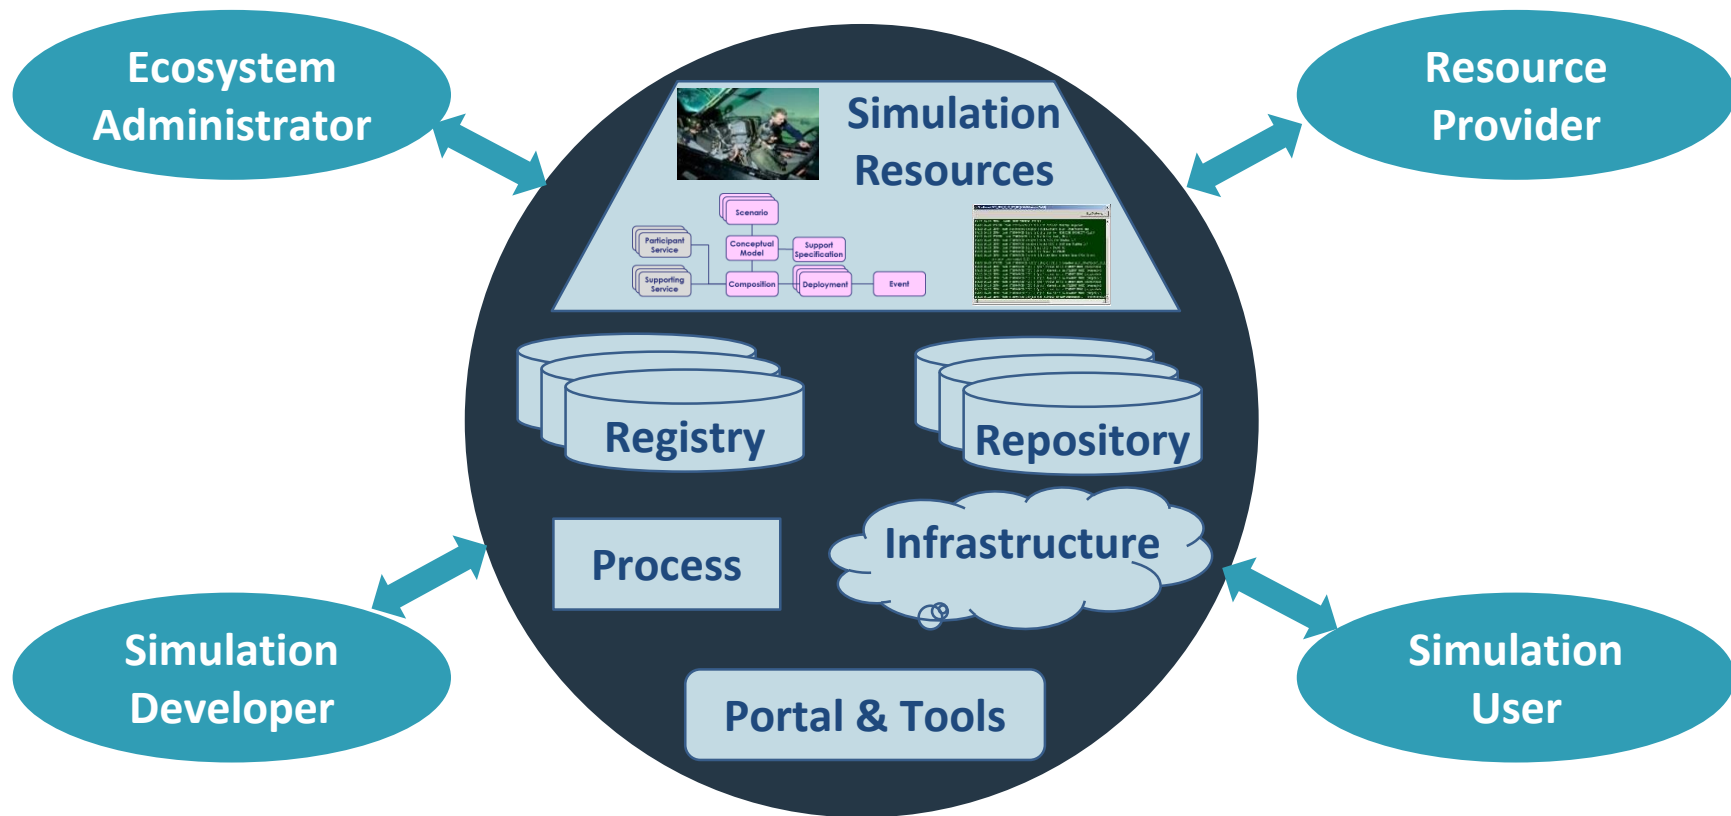 Ecosystem
Administrator
Resource
Provider
Simulation
Resources
Scenario
Participant
Service
Conceptual
Model
Support
Specification
Supporting
Service
Composition
Deployment
Event
Registry
Repository
Process
Infrastructure
Simulation
Developer
Simulation
User
Portal & Tools